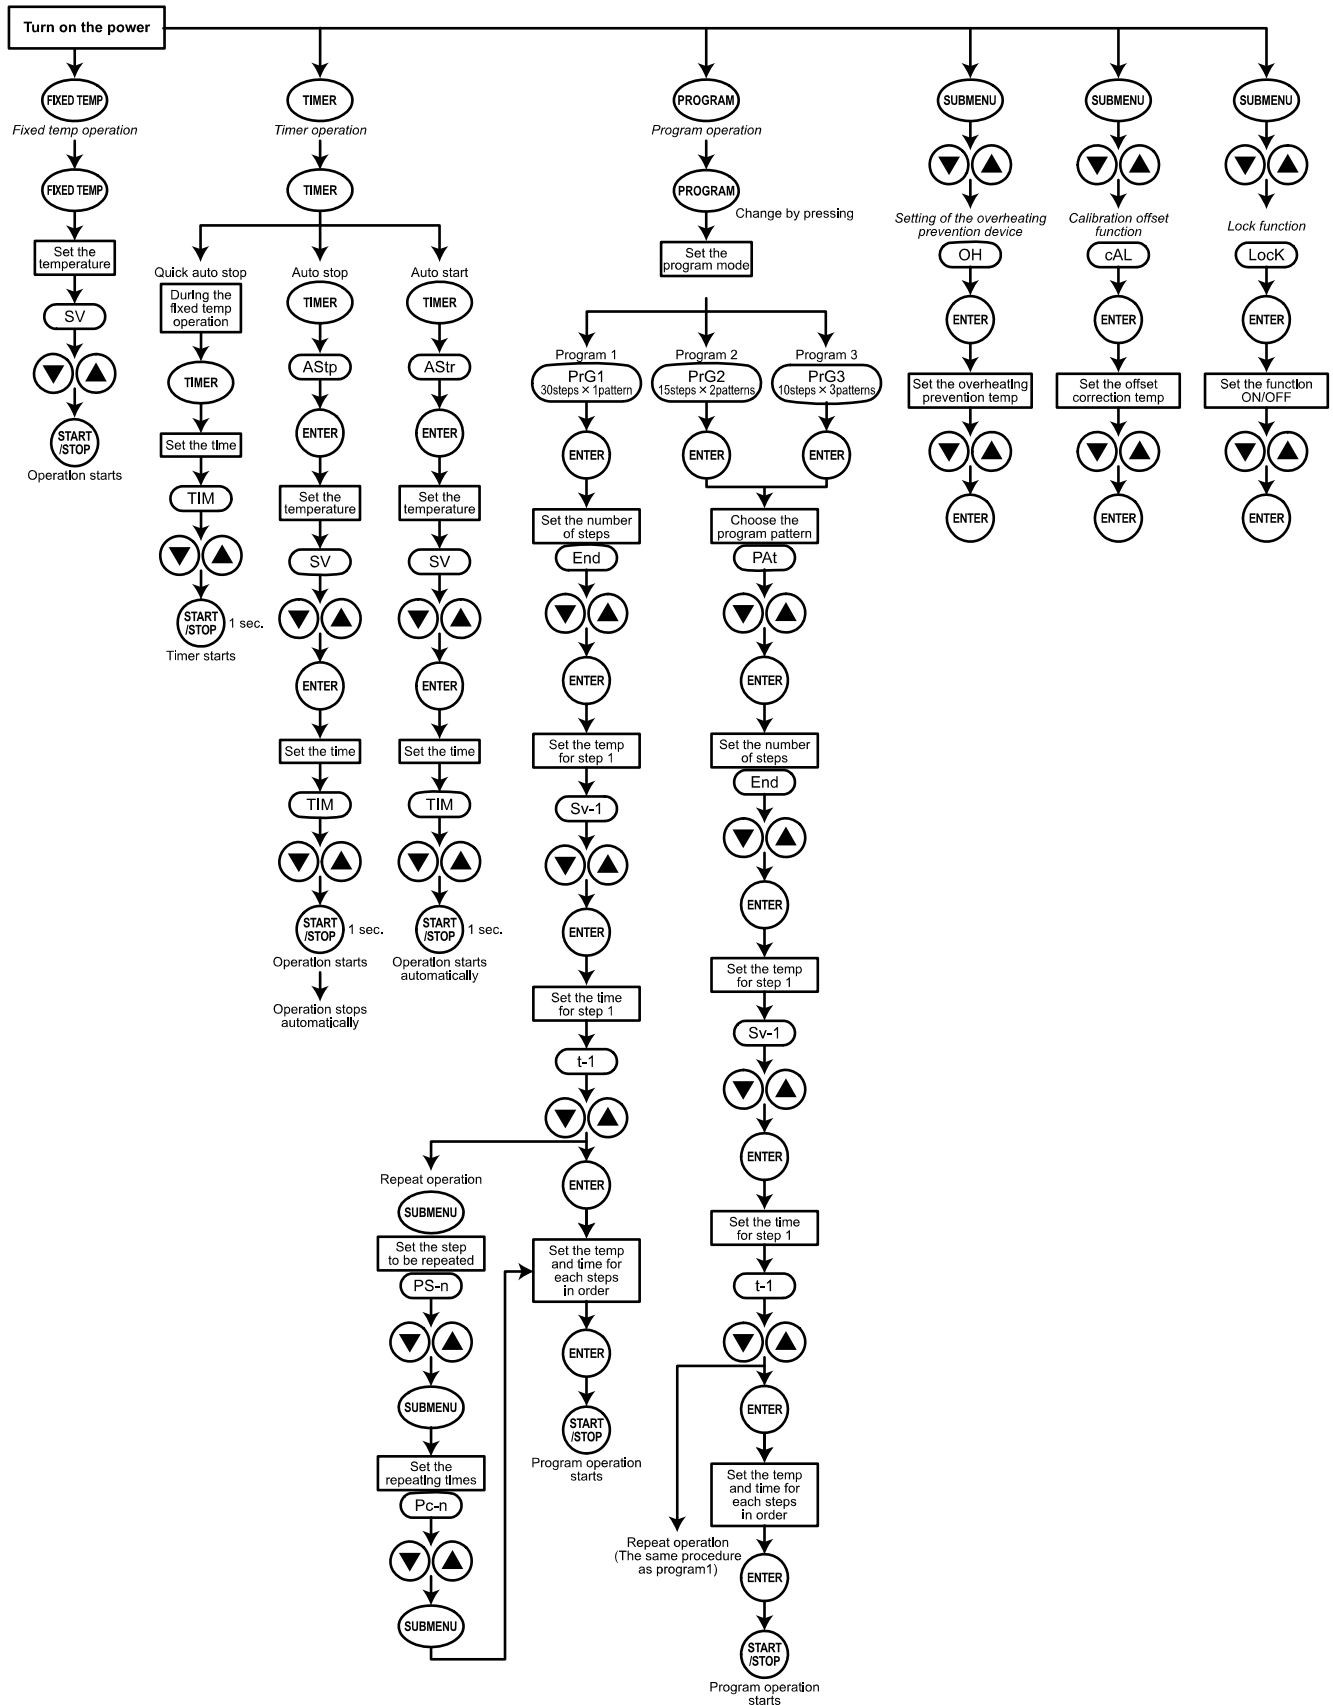 Turn on the power
FIXED TEMP
Fixed temp operation
FIXED TEMP
Set the
temperature
SV
START
/STOP
Operation starts
TIMER
Timer operation
TIMER
Quick auto stop
During the
fixed temp
operation
TIMER
Set the time
TIM
START
/STOP
1 sec.
Timer starts
Auto stop
TIMER
AStp
ENTER
Set the
temperature
SV
ENTER
Set the time
TIM
START
/STOP
1 sec.
Operation starts
Operation stops
automatically
Auto start
TIMER
AStr
ENTER
Set the
temperature
SV
ENTER
Set the time
TIM
START
/STOP
1 sec.
Operation starts
automatically
PROGRAM
Program operation
PROGRAM
Change by pressing
Set the
program mode
Program 1
PrG1
30steps × 1pattern
ENTER
Set the number
of steps
End
ENTER
Set the temp
for step 1
Sv-1
ENTER
Set the time
for step 1
t-1
ENTER
Set the temp
and time for
each steps
in order
ENTER
START
/STOP
Program operation
starts
Repeat operation
SUBMENU
Set the step
to be repeated
PS-n
SUBMENU
Set the
repeating times
Pc-n
SUBMENU
Program 2
PrG2
15steps × 2patterns
ENTER
Program 3
PrG3
10steps × 3patterns
ENTER
Choose the
program pattern
PAt
ENTER
Set the number
of steps
End
ENTER
Set the temp
for step 1
Sv-1
ENTER
Set the time
for step 1
t-1
ENTER
Set the temp
and time for
each steps
in order
ENTER
START
/STOP
Program operation
starts
Repeat operation
(The same procedure
as program1)
SUBMENU
Setting of the overheating
prevention device
OH
ENTER
Set the overheating
prevention temp
ENTER
SUBMENU
Calibration offset
function
cAL
ENTER
Set the offset
correction temp
ENTER
SUBMENU
Lock function
LocK
ENTER
Set the function
ON/OFF
ENTER